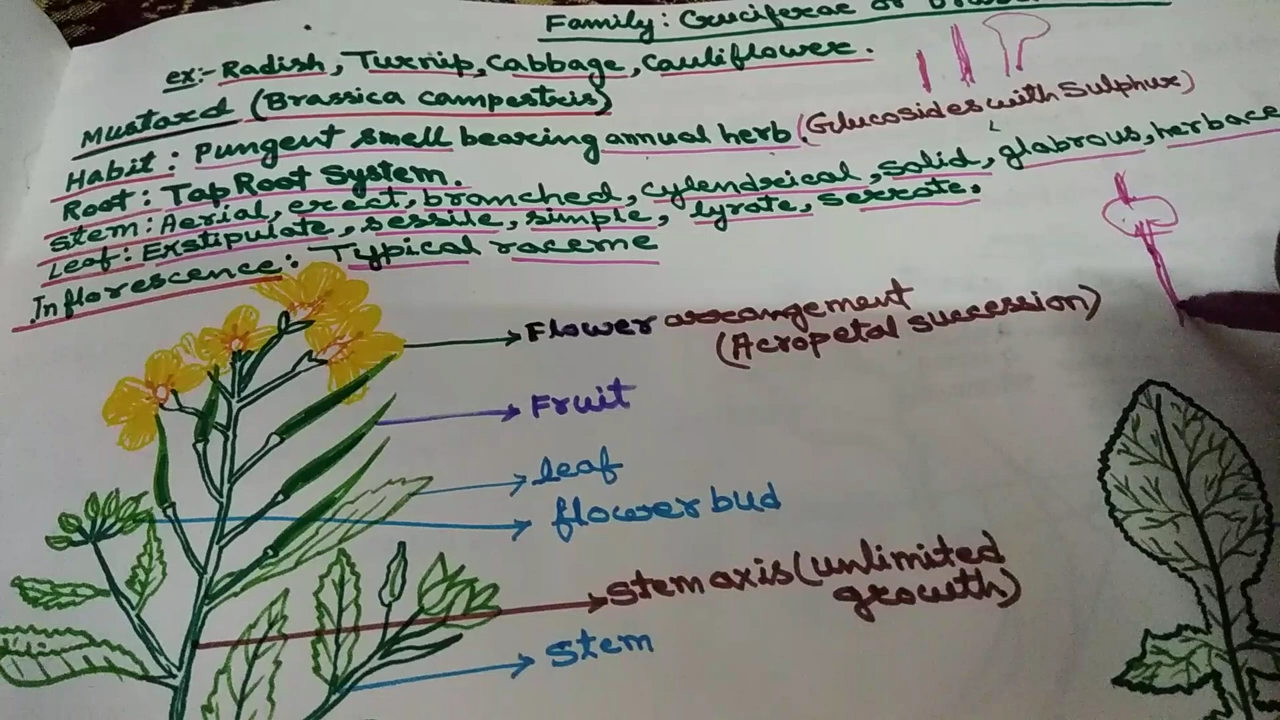 Family: Cruciferae or
ex:- Radish, Turnip, Cabbage, Cauliflower.
Mustard (Brassica campestris)
Habit: Pungent smell bearing annual herb (Glucosides with Sulphur)
Root: Tap Root System.
Stem: Aerial, erect, branched, cylendrical, solid, glabrous, herbace
Leaf: Exstipulate, sessile, simple, lyrate, serrate.
Inflorescence: Typical raceme
Flower arrangement
(Acropetal succession)
Fruit
leaf
flower bud
Stem axis (unlimited
growth)
Stem